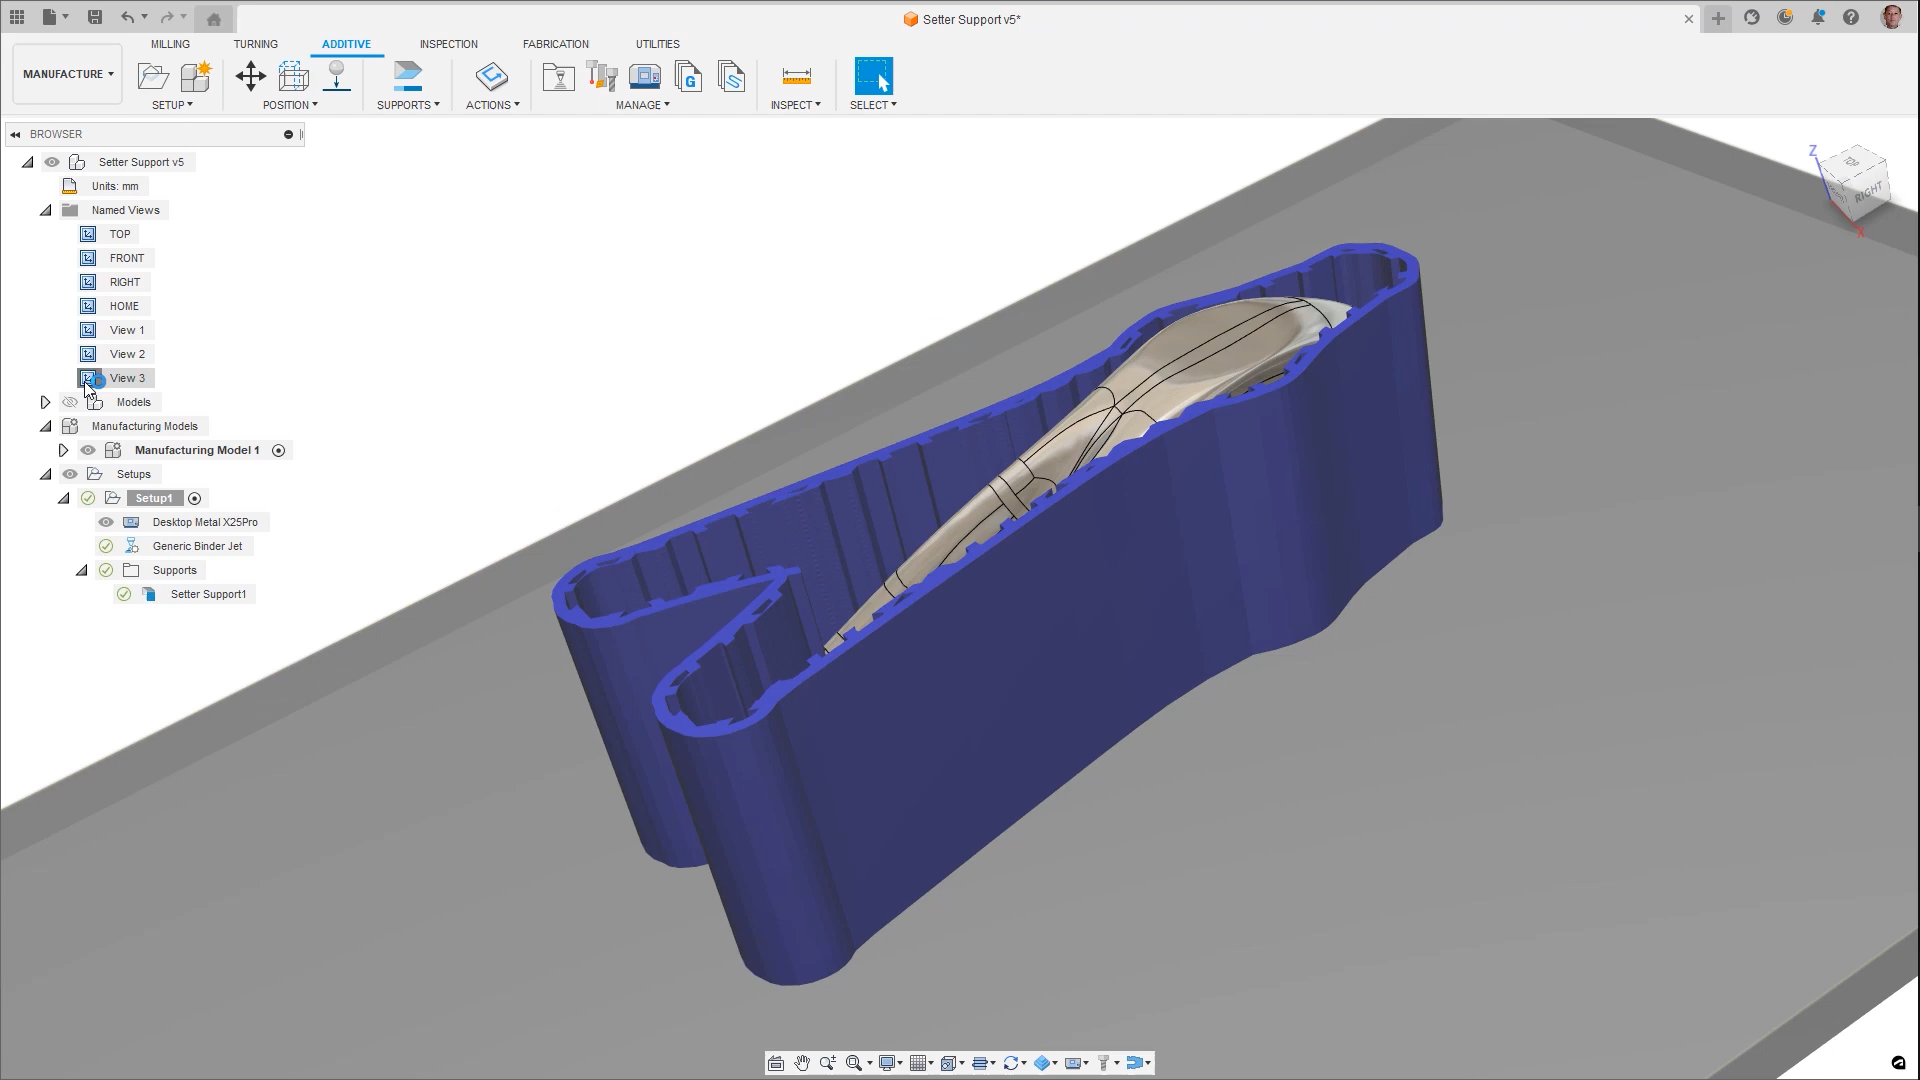 Setter Support v5*
MILLING
TURNING
ADDITIVE
INSPECTION
FABRICATION
UTILITIES
MANUFACTURE
SETUP
POSITION
SUPPORTS
ACTIONS
MANAGE
INSPECT
SELECT
BROWSER
Setter Support v5
Units: mm
Named Views
TOP
FRONT
RIGHT
HOME
View 1
View 2
View 3
Models
Manufacturing Models
Manufacturing Model 1
Setups
Setup1
Desktop Metal X25Pro
Generic Binder Jet
Supports
Setter Support1
Z
TOP
RIGHT
X
G